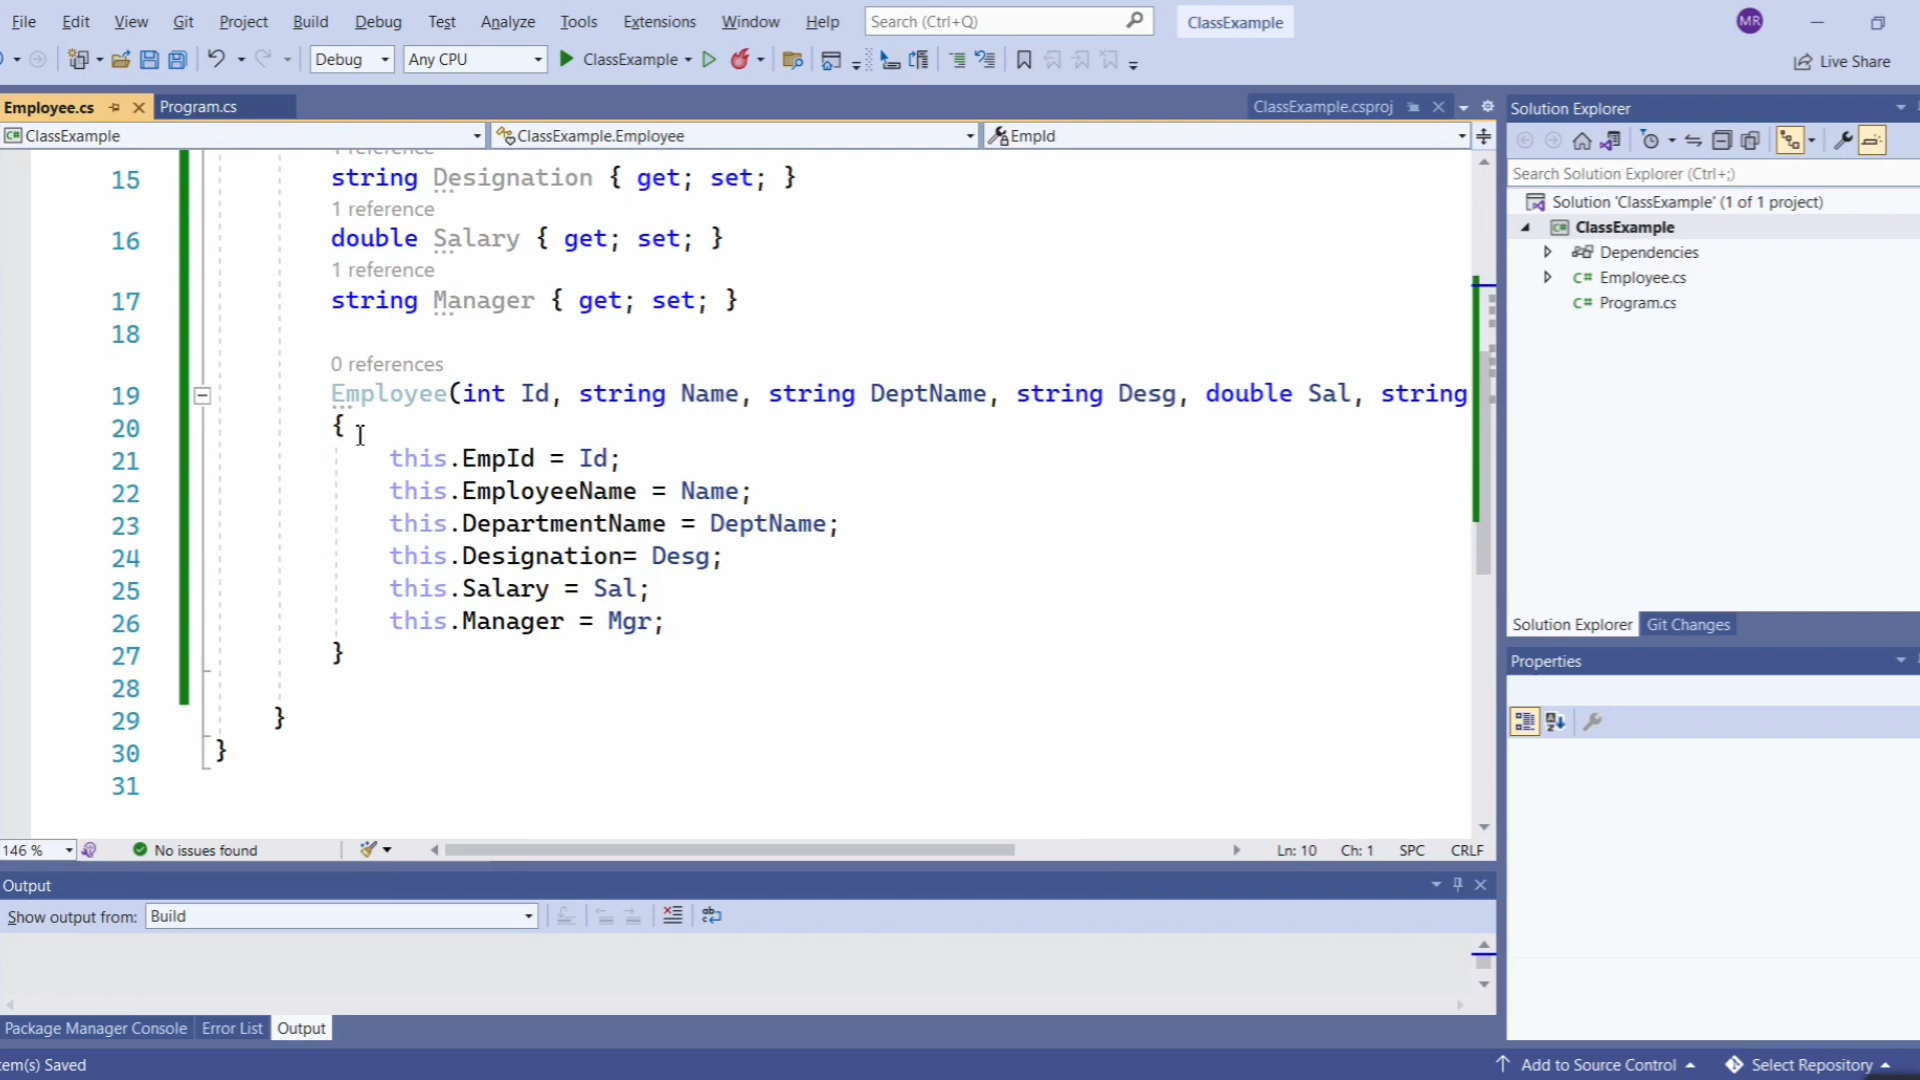 File Edit View Git Project Build Debug Test Analyze Tools Extensions Window Help Search (Ctrl+Q) ClassExample MR
Debug Any CPU ClassExample Live Share
Employee.cs Program.cs ClassExample.csproj
ClassExample ClassExample.Employee EmpId
15 string Designation { get; set; }
1 reference
16 double Salary { get; set; }
1 reference
17 string Manager { get; set; }
18
0 references
19 Employee(int Id, string Name, string DeptName, string Desg, double Sal, string
20 {
21 this.EmpId = Id;
22 this.EmployeeName = Name;
23 this.DepartmentName = DeptName;
24 this.Designation= Desg;
25 this.Salary = Sal;
26 this.Manager = Mgr;
27 }
28
29 }
30 }
31
146 % No issues found Ln: 10 Ch: 1 SPC CRLF
Output
Show output from: Build
Package Manager Console Error List Output
Solution Explorer
Search Solution Explorer (Ctrl+;)
Solution 'ClassExample' (1 of 1 project)
ClassExample
Dependencies
C# Employee.cs
C# Program.cs
Solution Explorer Git Changes
Properties
em(s) Saved Add to Source Control Select Repository